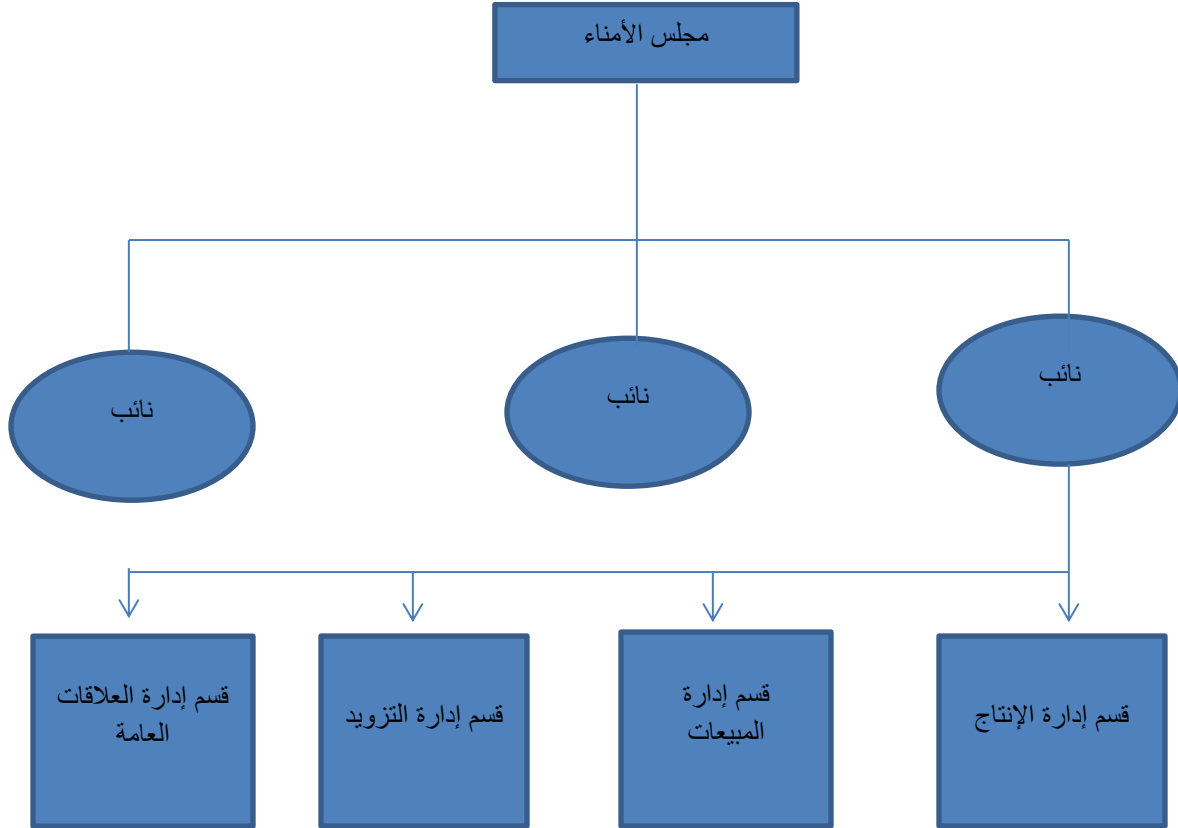 مجلس الأمناء
نائب
نائب
نائب
قسم إدارة الإنتاج
قسم إدارة
المبيعات
قسم إدارة التزويد
قسم إدارة العلاقات
العامة